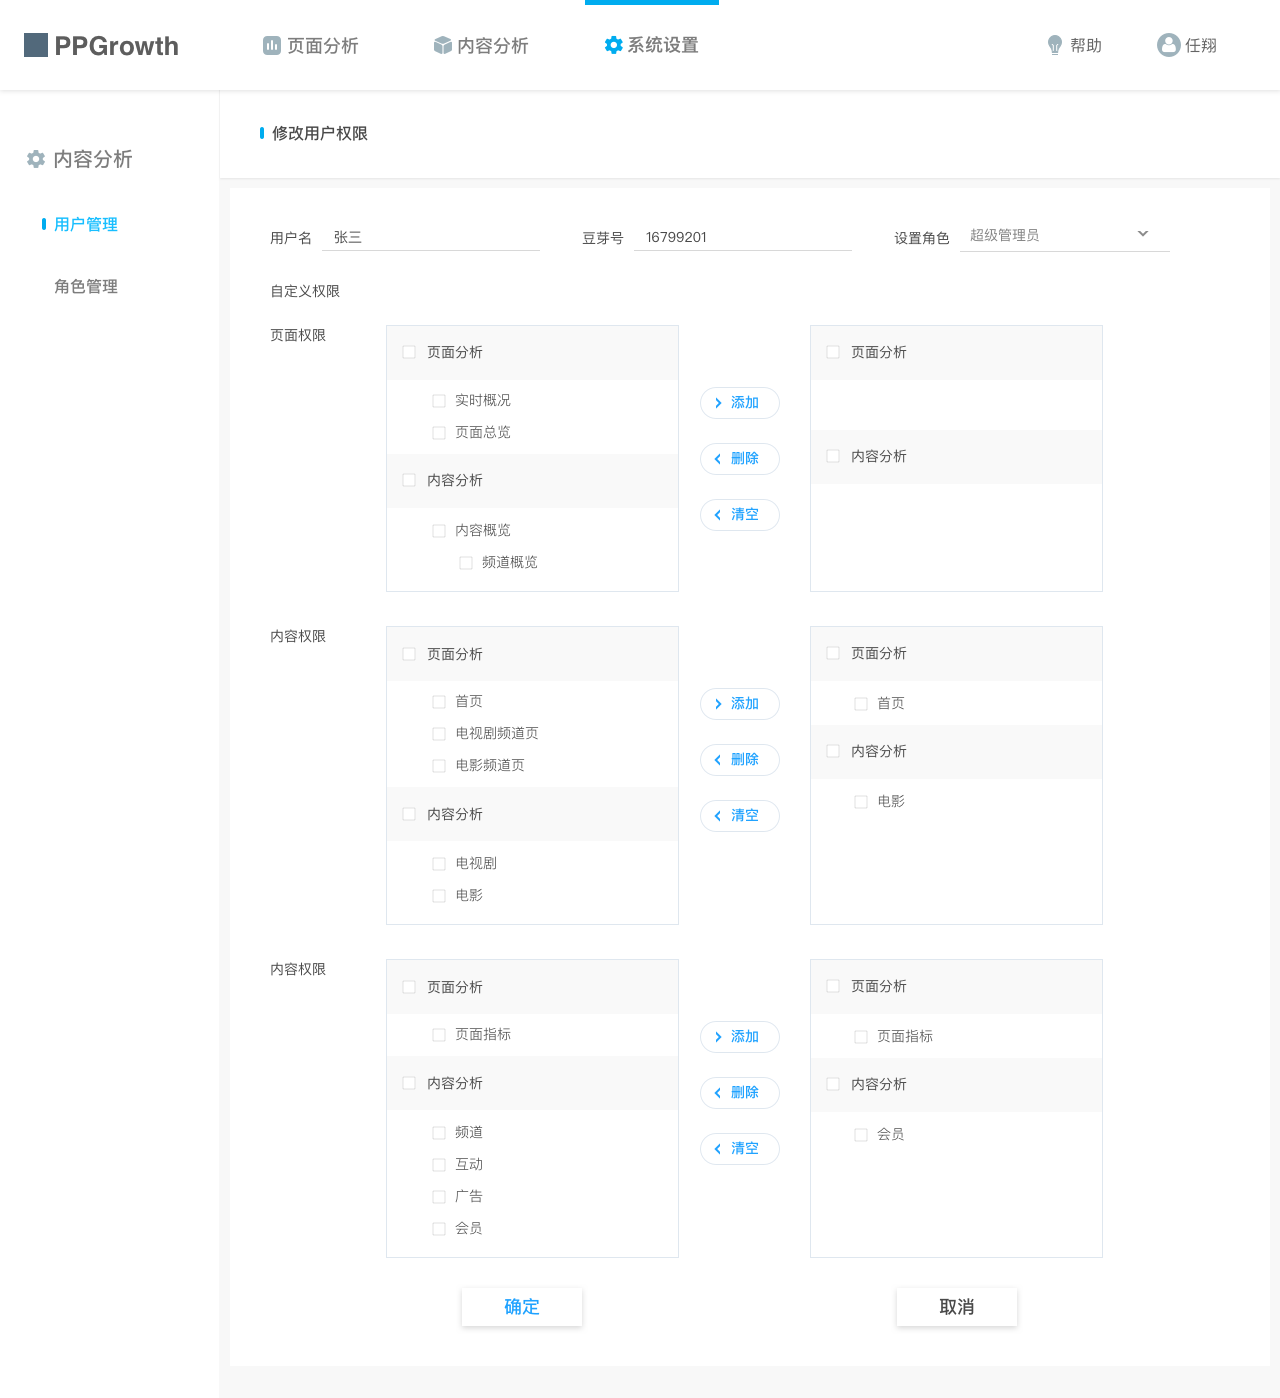 PPGrowth
页面分析
内容分析
系统设置
帮助
任翔
内容分析
用户管理
角色管理
修改用户权限
用户名 张三
豆芽号 16799201
设置角色 超级管理员
自定义权限
页面权限
页面分析
实时概况
页面总览
内容分析
内容概览
频道概览
添加
删除
清空
页面分析
内容分析
内容权限
页面分析
首页
电视剧频道页
电影频道页
内容分析
电视剧
电影
添加
删除
清空
页面分析
首页
内容分析
电影
内容权限
页面分析
页面指标
内容分析
频道
互动
广告
会员
添加
删除
清空
页面分析
页面指标
内容分析
会员
确定
取消